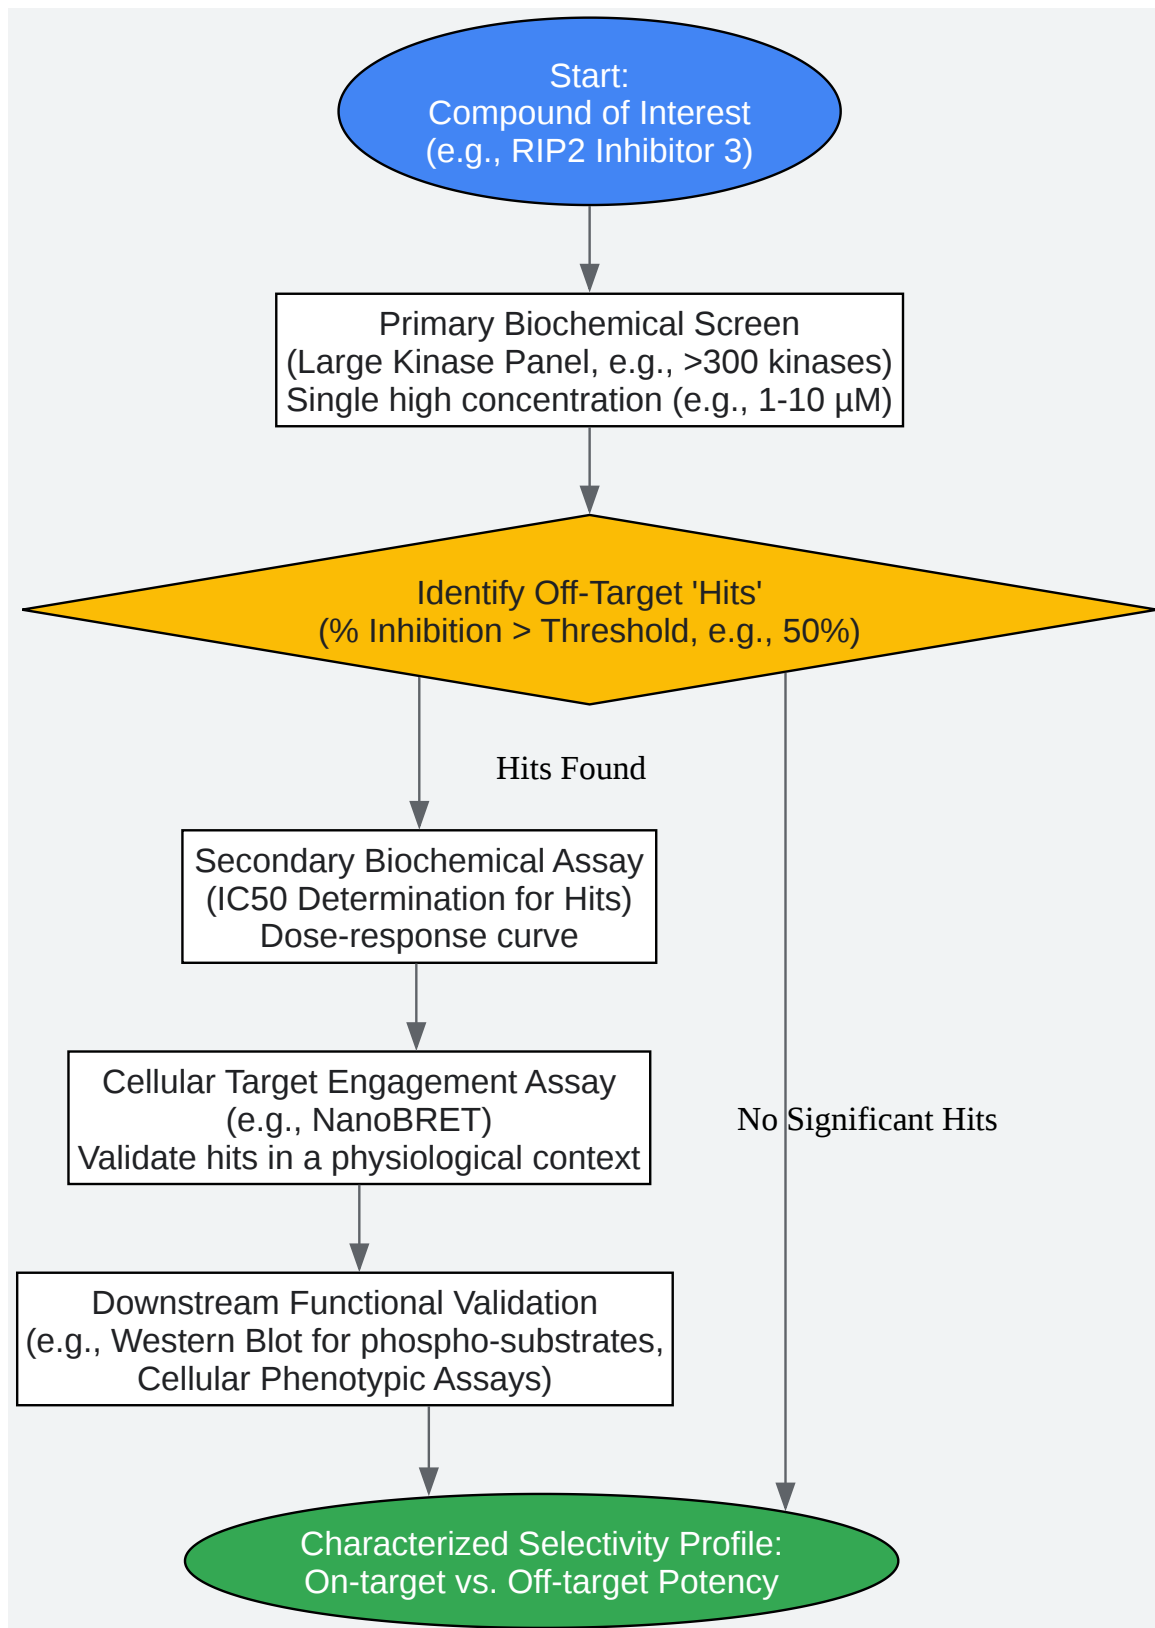 Start:
Compound of Interest
(e.g., RIP2 Inhibitor 3)
Primary Biochemical Screen
(Large Kinase Panel, e.g., >300 kinases)
Single high concentration (e.g., 1-10 µM)
Identify Off-Target 'Hits'
(% Inhibition > Threshold, e.g., 50%)
Hits Found
Secondary Biochemical Assay
(IC50 Determination for Hits)
Dose-response curve
Cellular Target Engagement Assay
(e.g., NanoBRET)
Validate hits in a physiological context
No Significant Hits
Downstream Functional Validation
(e.g., Western Blot for phospho-substrates,
Cellular Phenotypic Assays)
Characterized Selectivity Profile:
On-target vs. Off-target Potency